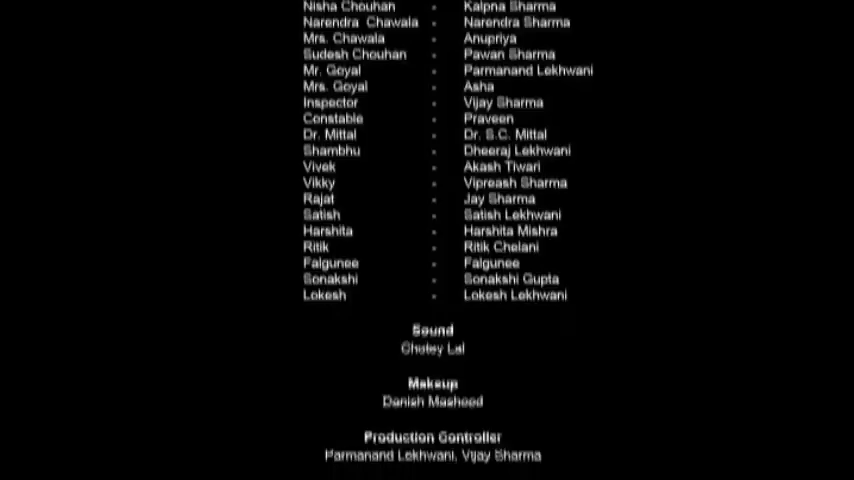 Nisha Chouhan - Kalpna Sharma
Narendra Chawala - Narendra Sharma
Mrs. Chawala - Anupriya
Sudesh Chouhan - Pawan Sharma
Mr. Goyal - Parmanand Lekhwani
Mrs. Goyal - Asha
Inspector - Vijay Sharma
Constable - Praveen
Dr. Mittal - Dr. S.C. Mittal
Shambhu - Dheeraj Lekhwani
Vivek - Akash Tiwari
Vikky - Vipreash Sharma
Rajat - Jay Sharma
Satish - Satish Lekhwani
Harshita - Harshita Mishra
Ritik - Ritik Chelani
Falgunee - Falgunee
Sonakshi - Sonakshi Gupta
Lokesh - Lokesh Lekhwani
Sound
Chotey Lal
Makeup
Danish Masheed
Production Controller
Parmanand Lekhwani, Vijay Sharma